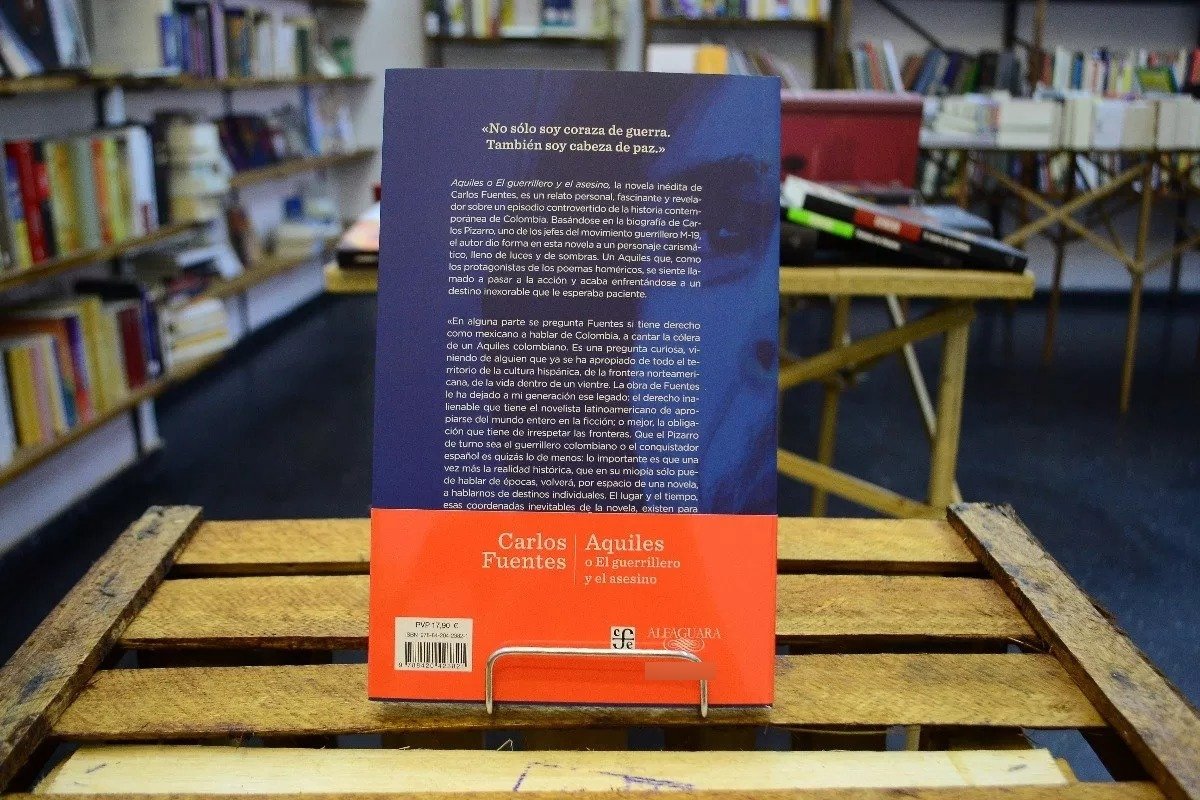 «No sólo soy coraza de guerra.
También soy cabeza de paz.»
Aquiles o El guerrillero y el asesino, la novela inédita de
Carlos Fuentes, es un relato personal, fascinante y revela-
dor sobre un episodio controvertido de la historia contem-
poránea de Colombia. Basándose en la biografía de Car-
los Pizarro, uno de los jefes del movimiento guerrillero M-19,
el autor dio forma en esta novela a un personaje carismá-
tico, lleno de luces y de sombras. Un Aquiles que, como
los protagonistas de los poemas homéricos, se siente lla-
mado a pasar a la acción y acaba enfrentándose a un
destino inexorable que le esperaba paciente.
«En alguna parte se pregunta Fuentes si tiene derecho
como mexicano a hablar de Colombia, a cantar la cólera
de un Aquiles colombiano. Es una pregunta curiosa, vi-
niendo de alguien que ya se ha apropiado de todo el te-
rritorio de la cultura hispánica, de la frontera norteameri-
cana, de la vida dentro de un vientre. La obra de Fuentes
le ha dejado a mi generación ese legado: el derecho ina-
lienable que tiene el novelista latinoamericano de apro-
piarse del mundo entero en la ficción; o mejor, la obliga-
ción que tiene de irrespetar las fronteras. Que el Pizarro
de turno sea el guerrillero colombiano o el conquistador
español es quizás lo de menos: lo importante es que una
vez más la realidad histórica, que en su miopía sólo pue-
de hablar de épocas, volverá, por espacio de una novela,
a hablarnos de destinos individuales. El lugar y el tiempo,
esas coordenadas inevitables de la novela, existen para
Carlos
Fuentes
Aquiles
o El guerrillero
y el asesino
PVP 17,90 €
cfe
ALFAGUARA